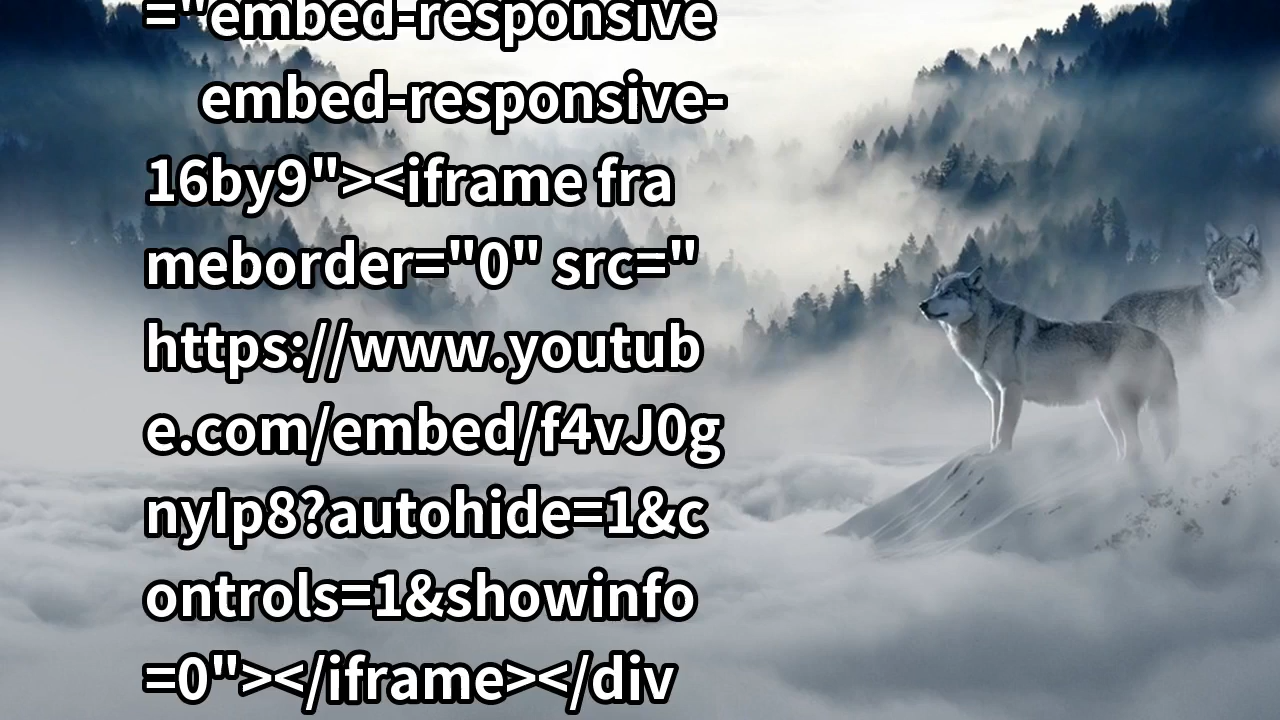 ="embed-responsive
embed-responsive-
16by9"><iframe fra
meborder="0" src="
https://www.youtub
e.com/embed/f4vJ0g
nyIp8?autohide=1&c
ontrols=1&showinfo
=0"></iframe></div